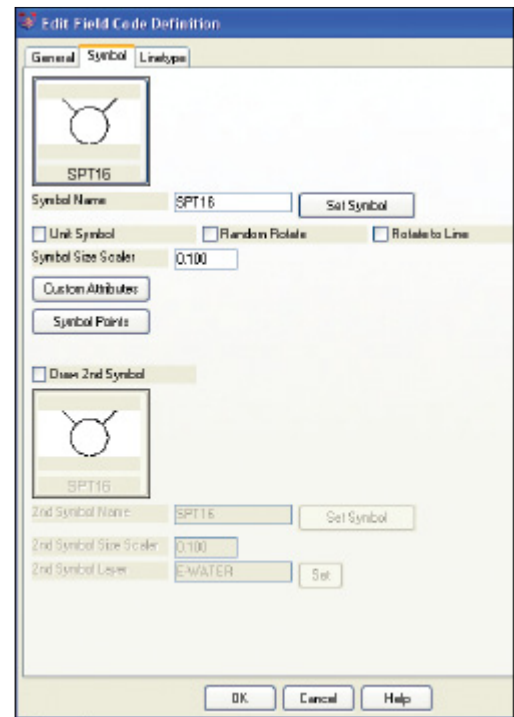 Edit Field Code Definition
General Symbol Linetype
SPT16
Symbol Name SPT16 Set Symbol
Unit Symbol Random Rotate Rotate to Line
Symbol Size Scaler 0.100
Custom Attributes
Symbol Points
Draw 2nd Symbol
SPT16
2nd Symbol Name SPT16 Set Symbol
2nd Symbol Size Scaler 0.100
2nd Symbol Layer E-WATER Set
OK Cancel Help